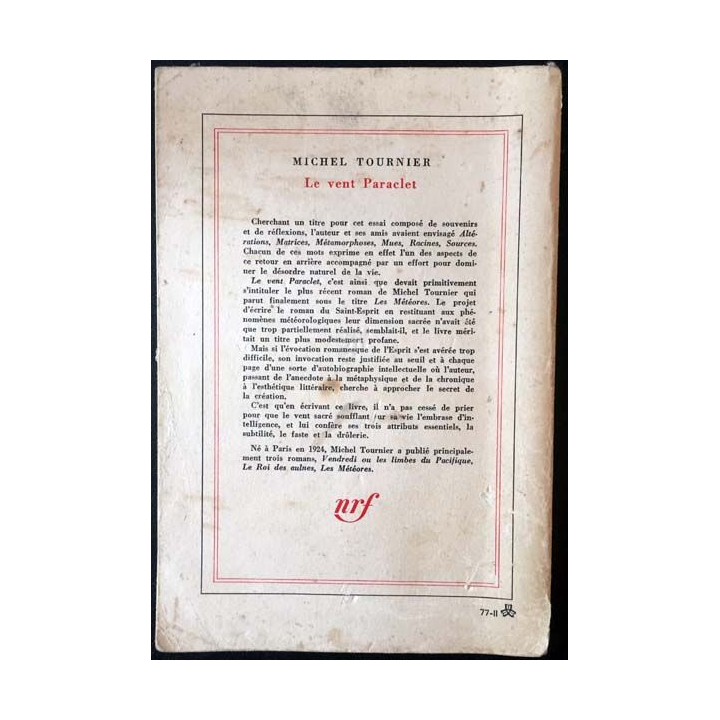 MICHEL TOURNIER
Le vent Paraclet
Cherchant un titre pour cet essai composé de souvenirs
et de réflexions, l'auteur et ses amis avaient envisagé Alté-
rations, Matrices, Métamorphoses, Mues, Racines, Sources.
Chacun de ces mots exprime en effet l'un des aspects de
ce retour en arrière accompagné par un effort pour domi-
ner le désordre naturel de la vie.
Le vent Paraclet, c'est ainsi que devait primitivement
s'intituler le plus récent roman de Michel Tournier qui
parut finalement sous le titre Les Météores. Le projet
d'écrire le roman du Saint-Esprit en restituant aux phé-
nomènes météorologiques leur dimension sacrée n'avait été
que trop partiellement réalisé, semblait-il, et le livre méri-
tait un titre plus modestement profane.
Mais si l'évocation romanesque de l'Esprit s'est avérée trop
difficile, son invocation reste justifiée au seuil et à chaque
page d'une sorte d'autobiographie intellectuelle où l'auteur,
passant de l'anecdote à la métaphysique et de la chronique
à l'esthétique littéraire, cherche à approcher le secret de
la création.
C'est qu'en écrivant ce livre, il n'a pas cessé de prier
pour que le vent sacré soufflant sur sa vie l'embrase d'in-
telligence, et lui confère ses trois attributs essentiels, la
subtilité, le faste et la drôlerie.
Né à Paris en 1924, Michel Tournier a publié principale-
ment trois romans, Vendredi ou les limbes du Pacifique,
Le Roi des aulnes, Les Météores.
nrf
77-II